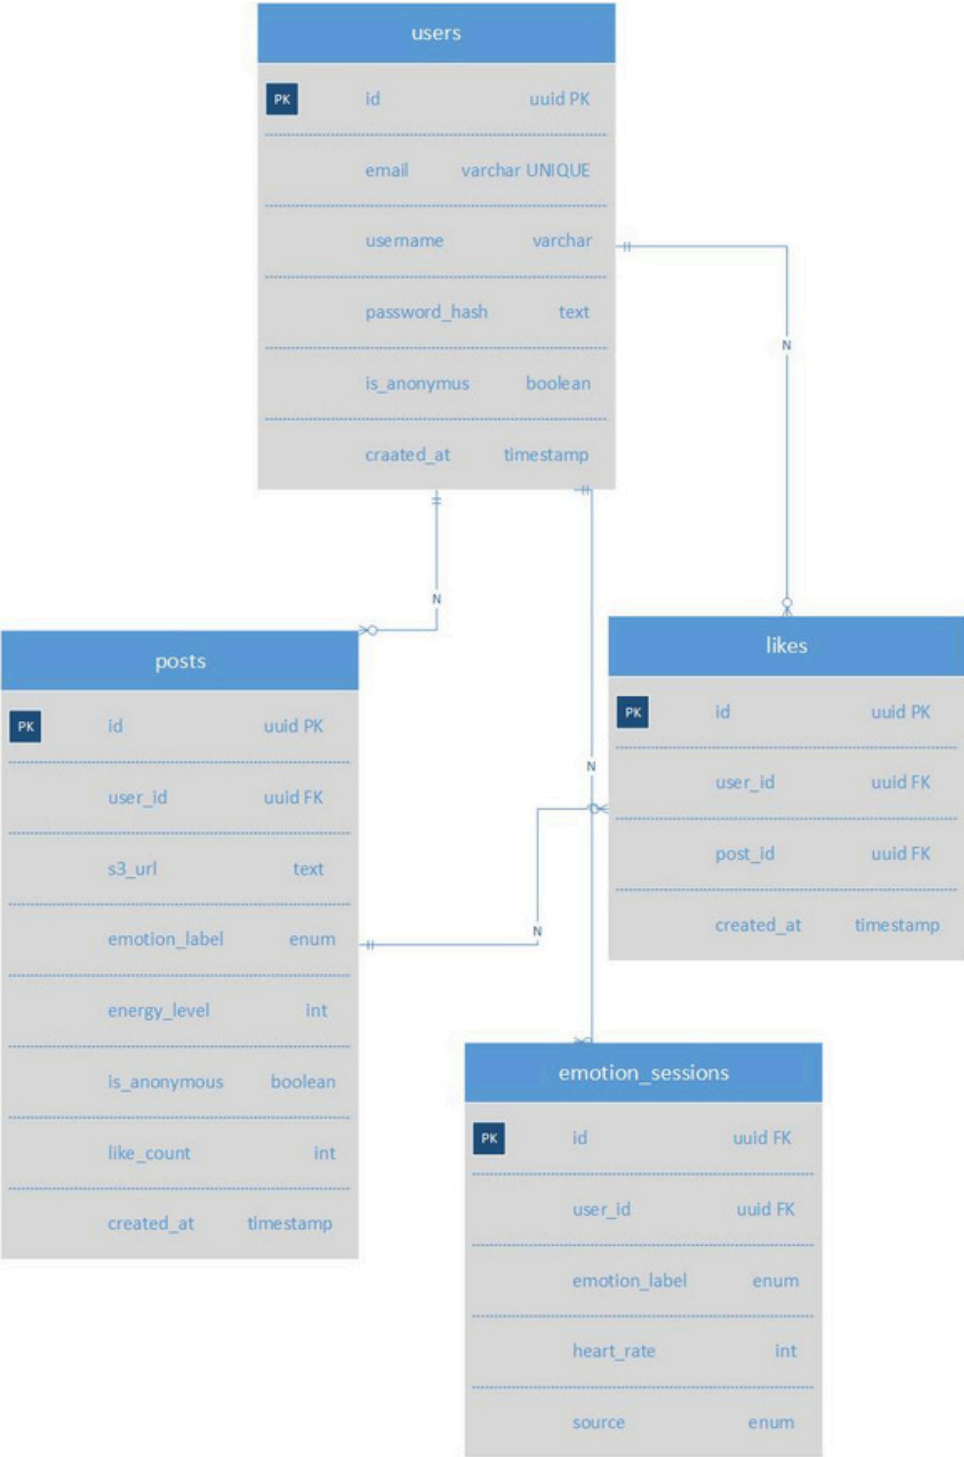 users
PK id uuid PK
email varchar UNIQUE
username varchar
password_hash text
is_anonymus boolean
craated_at timestamp
N
N
posts
PK id uuid PK
user_id uuid FK
s3_url text
emotion_label enum
energy_level int
is_anonymous boolean
like_count int
created_at timestamp
likes
PK id uuid PK
user_id uuid FK
post_id uuid FK
created_at timestamp
N
N
emotion_sessions
PK id uuid FK
user_id uuid FK
emotion_label enum
heart_rate int
source enum